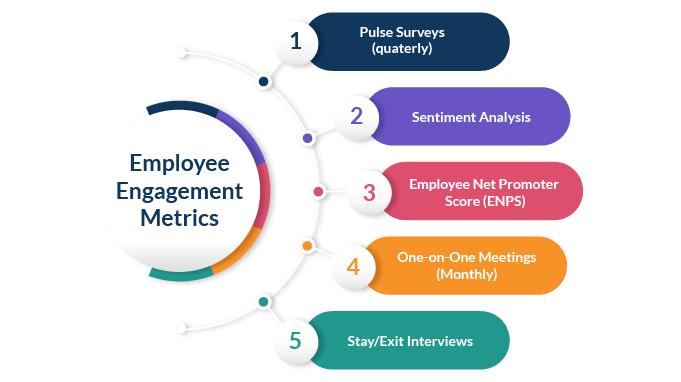 Employee
Engagement
Metrics
1
Pulse Surveys
(quaterly)
2
Sentiment Analysis
3
Employee Net Promoter
Score (ENPS)
4
One-on-One Meetings
(Monthly)
5
Stay/Exit Interviews